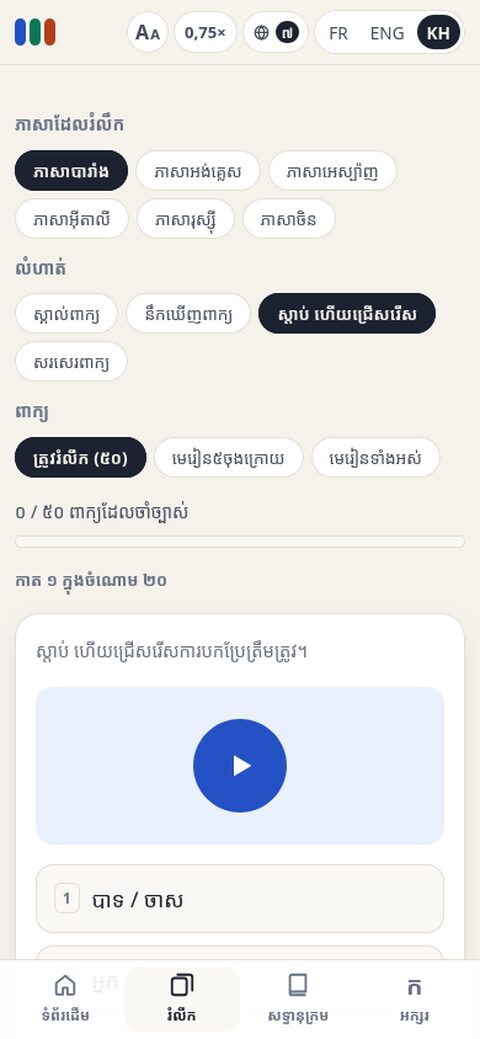 AA 0,75× ៧ FR ENG KH
ភាសាដែលរំលឹក
ភាសាបារាំង ភាសាអង់គ្លេស ភាសាអេស្ប៉ាញ
ភាសាអ៊ីតាលី ភាសារុស្ស៊ី ភាសាចិន
លំហាត់
ស្គាល់ពាក្យ នឹកឃើញពាក្យ ស្តាប់ ហើយជ្រើសរើស
សរសេរពាក្យ
ពាក្យ
ត្រូវរំលឹក (៥០) មេរៀន៥ចុងក្រោយ មេរៀនទាំងអស់
០ / ៥០ ពាក្យដែលចាំច្បាស់
កាត ១ ក្នុងចំណោម ២០
ស្តាប់ ហើយជ្រើសរើសការបកប្រែត្រឹមត្រូវ។
1 បាទ / ចាស
អ្នក
ទំព័រដើម រំលឹក សទ្ទានុក្រម អក្សរ